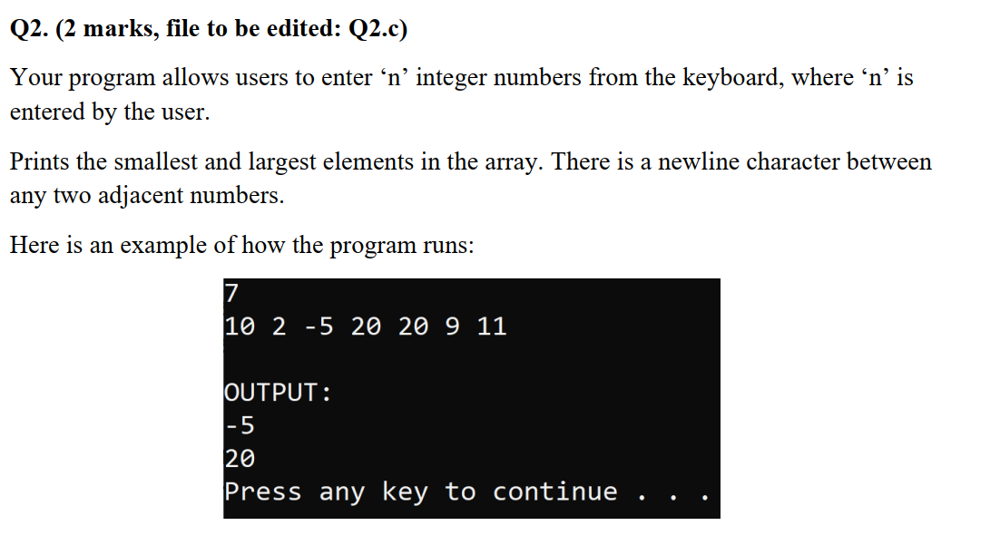 Q2. (2 marks, file to be edited: Q2.c)
Your program allows users to enter ‘n’ integer numbers from the keyboard, where ‘n’ is
entered by the user.
Prints the smallest and largest elements in the array. There is a newline character between
any two adjacent numbers.
Here is an example of how the program runs:
7
10 2 -5 20 20 9 11
OUTPUT:
-5
20
Press any key to continue . . .